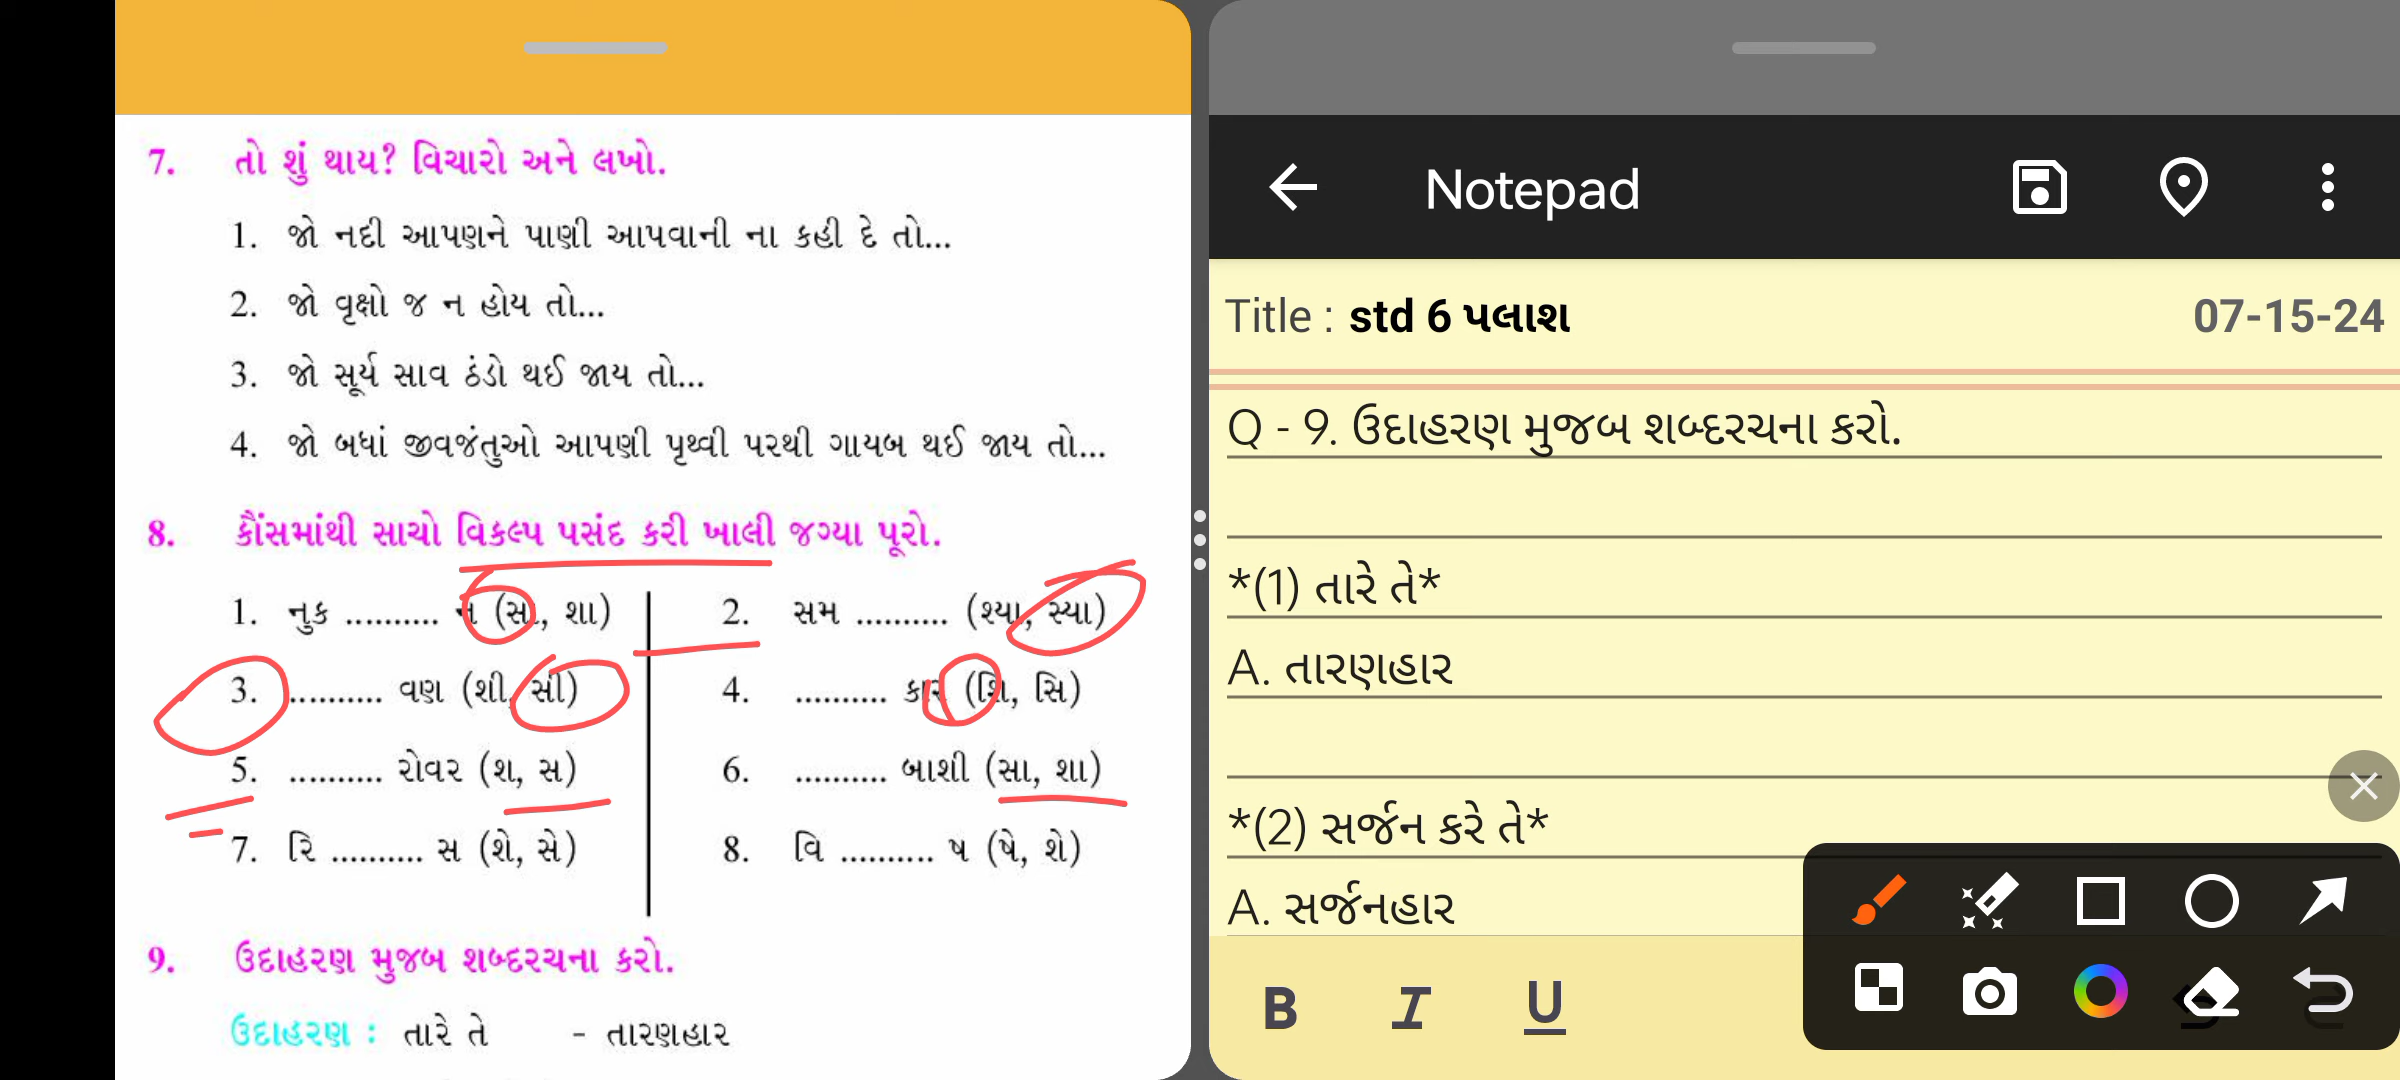 7. તો શું થાય? વિચારો અને લખો.
1. જો નદી આપણને પાણી આપવાની ના કહી દે તો...
2. જો વૃક્ષો જ ન હોય તો...
3. જો સૂર્ય સાવ ઠંડો થઈ જાય તો...
4. જો બધાં જીવજંતુઓ આપણી પૃથ્વી પરથી ગાયબ થઈ જાય તો...
8. કૌંસમાંથી સાચો વિકલ્પ પસંદ કરી ખાલી જગ્યા પૂરો.
1. નુક .......... ન (સા, શા)
2. સમ .......... (શ્યા, સ્યા)
3. .......... વણ (શી, સી)
4. .......... કાર (શિ, સિ)
5. .......... રોવર (શ, સ)
6. .......... બાશી (સા, શા)
7. રિ .......... સ (શે, સે)
8. વિ .......... ષ (ષે, શે)
9. ઉદાહરણ મુજબ શબ્દરચના કરો.
ઉદાહરણ : તારે તે - તારણહાર
Notepad
Title : std 6 પલાશ 07-15-24
Q - 9. ઉદાહરણ મુજબ શબ્દરચના કરો.
*(1) તારે તે*
A. તારણહાર
*(2) સર્જન કરે તે*
A. સર્જનહાર
B I U